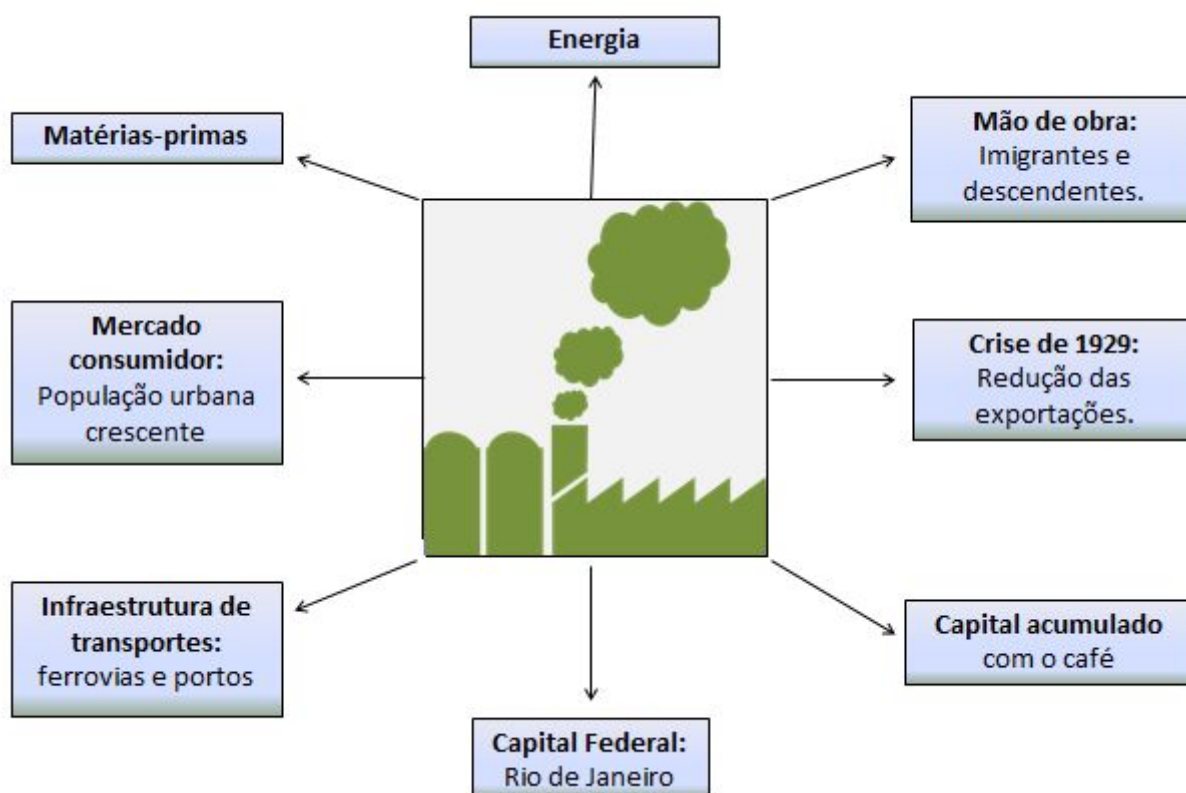 Energia
Matérias-primas
Mão de obra:
Imigrantes e
descendentes.
Mercado
consumidor:
População urbana
crescente
Crise de 1929:
Redução das
exportações.
Infraestrutura de
transportes:
ferrovias e portos
Capital acumulado
com o café
Capital Federal:
Rio de Janeiro